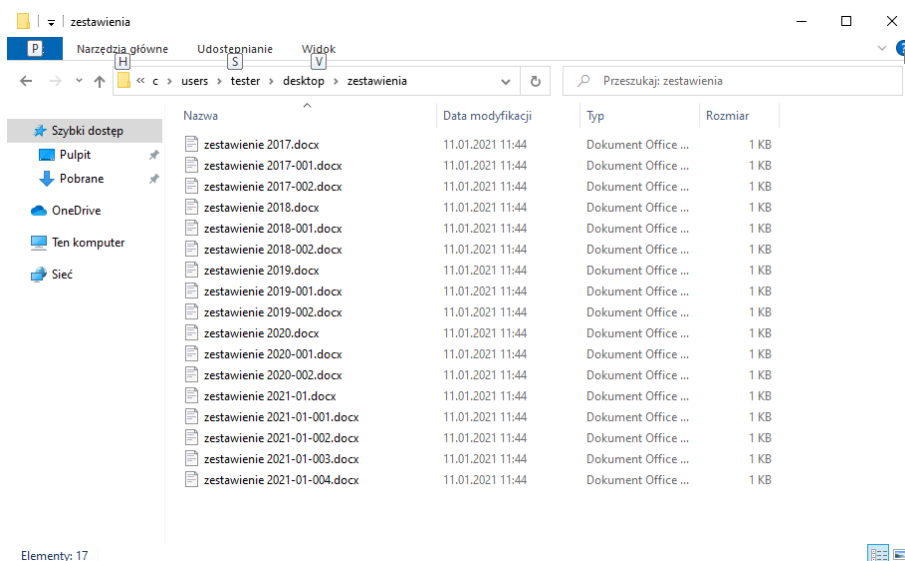 zestawienia
P Narzędzia główne Udostępnianie Widok
H S V
« c › users › tester › desktop › zestawienia Przeszukaj: zestawienia
Nazwa Data modyfikacji Typ Rozmiar
Szybki dostęp
Pulpit
Pobrane
OneDrive
Ten komputer
Sieć
zestawienie 2017.docx 11.01.2021 11:44 Dokument Office ... 1 KB
zestawienie 2017-001.docx 11.01.2021 11:44 Dokument Office ... 1 KB
zestawienie 2017-002.docx 11.01.2021 11:44 Dokument Office ... 1 KB
zestawienie 2018.docx 11.01.2021 11:44 Dokument Office ... 1 KB
zestawienie 2018-001.docx 11.01.2021 11:44 Dokument Office ... 1 KB
zestawienie 2018-002.docx 11.01.2021 11:44 Dokument Office ... 1 KB
zestawienie 2019.docx 11.01.2021 11:44 Dokument Office ... 1 KB
zestawienie 2019-001.docx 11.01.2021 11:44 Dokument Office ... 1 KB
zestawienie 2019-002.docx 11.01.2021 11:44 Dokument Office ... 1 KB
zestawienie 2020.docx 11.01.2021 11:44 Dokument Office ... 1 KB
zestawienie 2020-001.docx 11.01.2021 11:44 Dokument Office ... 1 KB
zestawienie 2020-002.docx 11.01.2021 11:44 Dokument Office ... 1 KB
zestawienie 2021-01.docx 11.01.2021 11:44 Dokument Office ... 1 KB
zestawienie 2021-01-001.docx 11.01.2021 11:44 Dokument Office ... 1 KB
zestawienie 2021-01-002.docx 11.01.2021 11:44 Dokument Office ... 1 KB
zestawienie 2021-01-003.docx 11.01.2021 11:44 Dokument Office ... 1 KB
zestawienie 2021-01-004.docx 11.01.2021 11:44 Dokument Office ... 1 KB
Elementy: 17